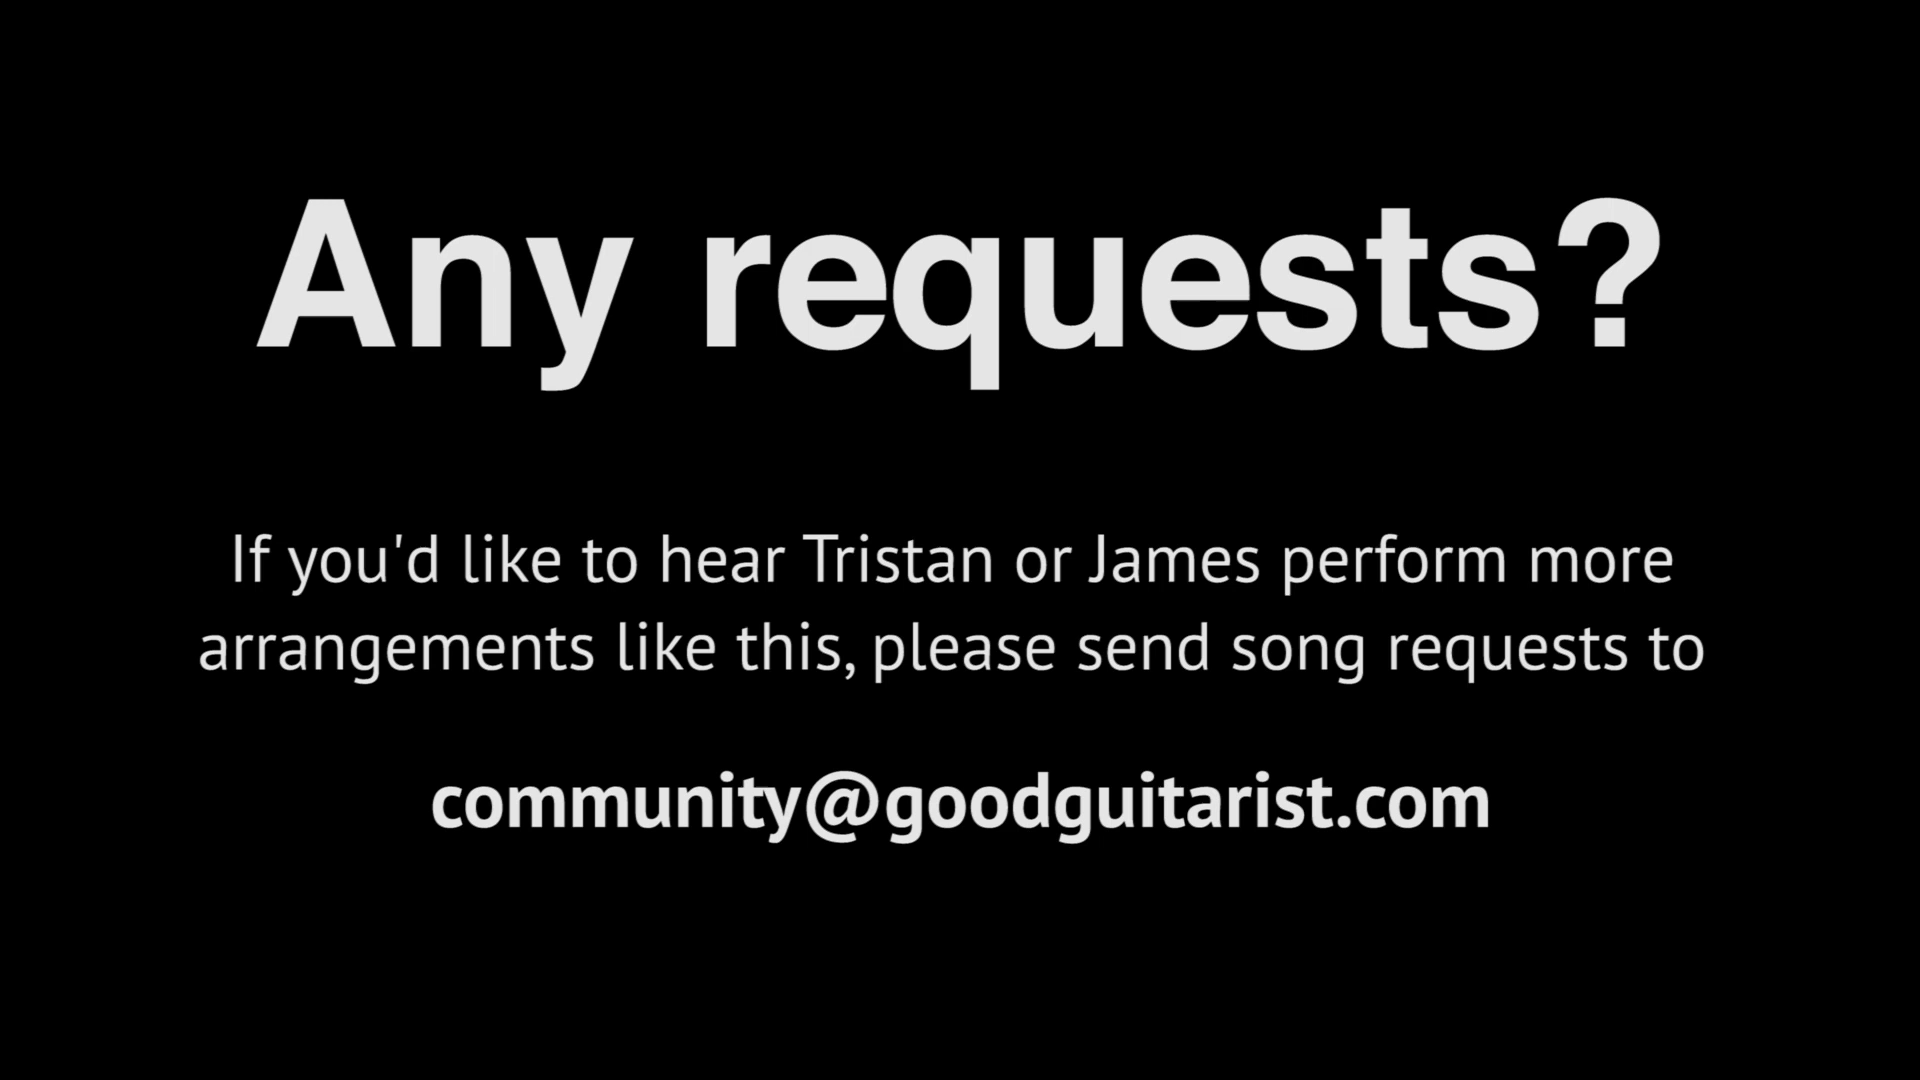 Any requests?
If you'd like to hear Tristan or James perform more
arrangements like this, please send song requests to
community@goodguitarist.com